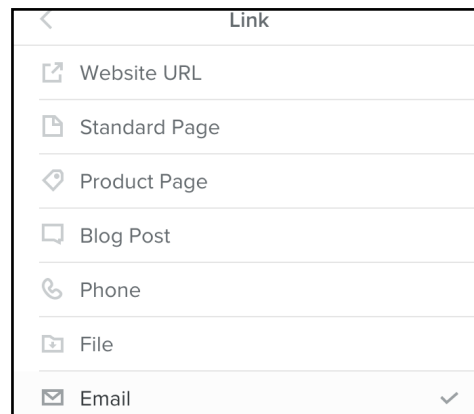 Link
Website URL
Standard Page
Product Page
Blog Post
Phone
File
Email